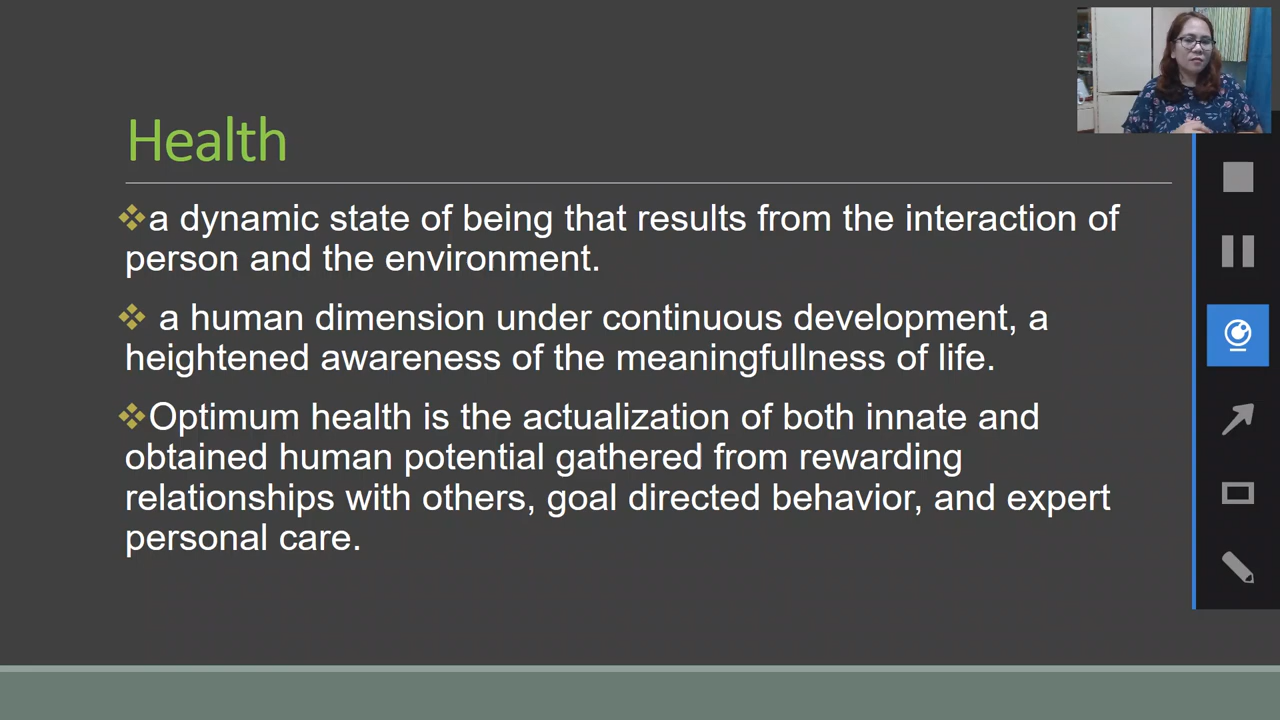 Health
❖a dynamic state of being that results from the interaction of
person and the environment.
❖ a human dimension under continuous development, a
heightened awareness of the meaningfullness of life.
❖Optimum health is the actualization of both innate and
obtained human potential gathered from rewarding
relationships with others, goal directed behavior, and expert
personal care.